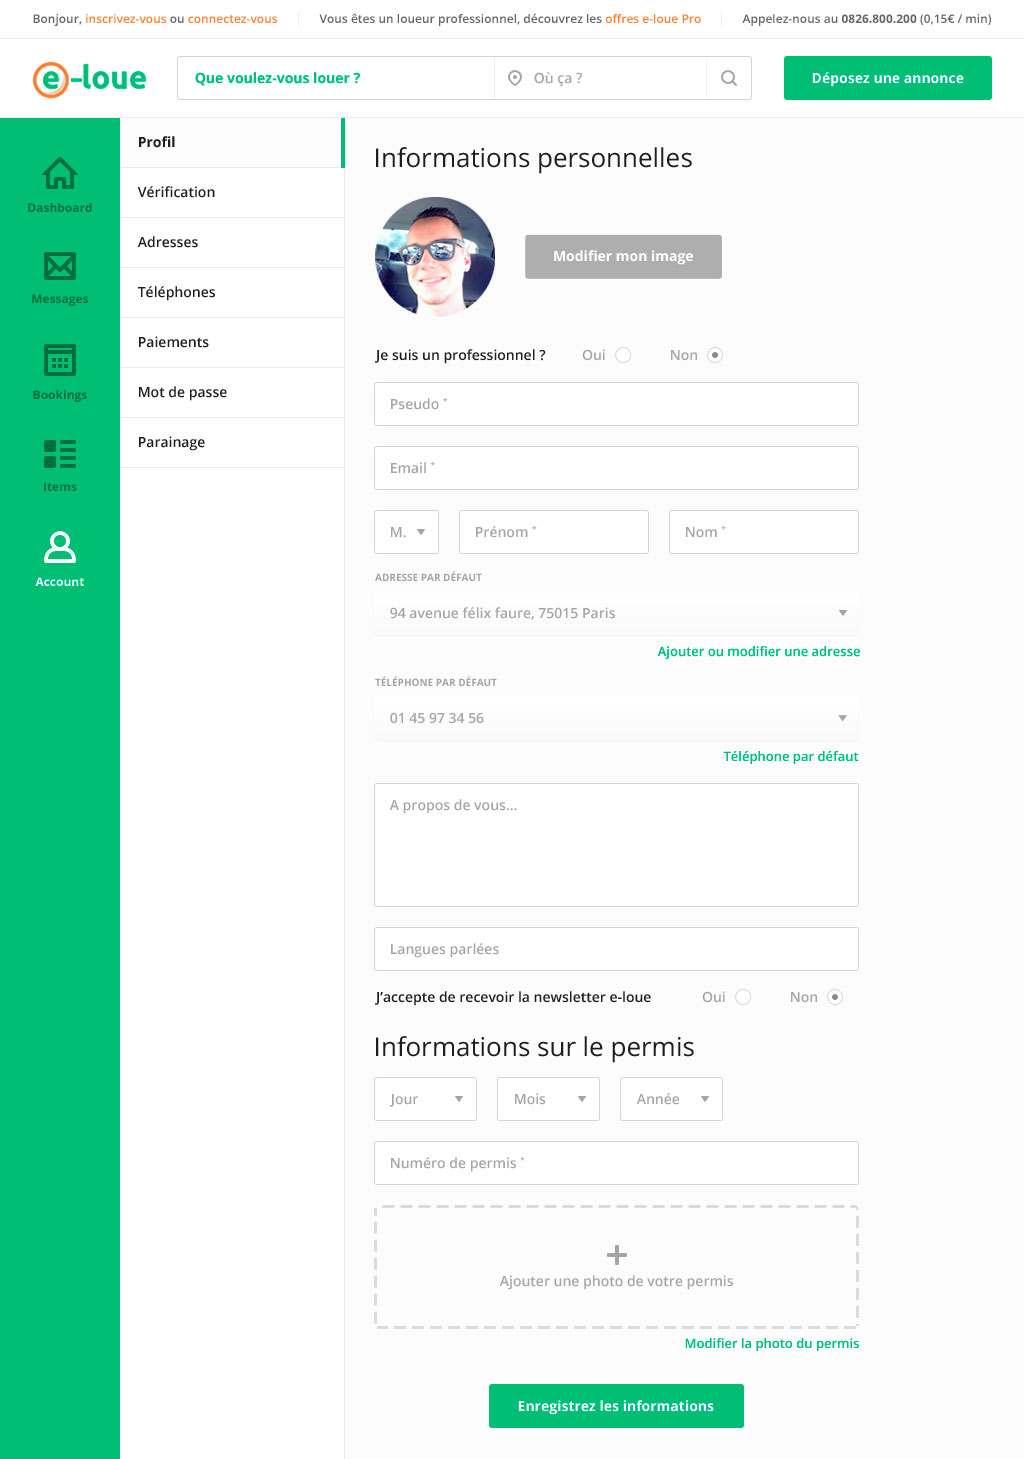 Bonjour, inscrivez-vous ou connectez-vous
Vous êtes un loueur professionnel, découvrez les offres e-loue Pro
Appelez-nous au 0826.800.200 (0,15€ / min)
e-loue
Que voulez-vous louer ?
Où ça ?
Déposez une annonce
Dashboard
Messages
Bookings
Items
Account
Profil
Vérification
Adresses
Téléphones
Paiements
Mot de passe
Parainage
Informations personnelles
Modifier mon image
Je suis un professionnel ? Oui Non
Pseudo *
Email *
M. Prénom * Nom *
ADRESSE PAR DÉFAUT
94 avenue félix faure, 75015 Paris
Ajouter ou modifier une adresse
TÉLÉPHONE PAR DÉFAUT
01 45 97 34 56
Téléphone par défaut
A propos de vous...
Langues parlées
J’accepte de recevoir la newsletter e-loue Oui Non
Informations sur le permis
Jour Mois Année
Numéro de permis *
Ajouter une photo de votre permis
Modifier la photo du permis
Enregistrez les informations